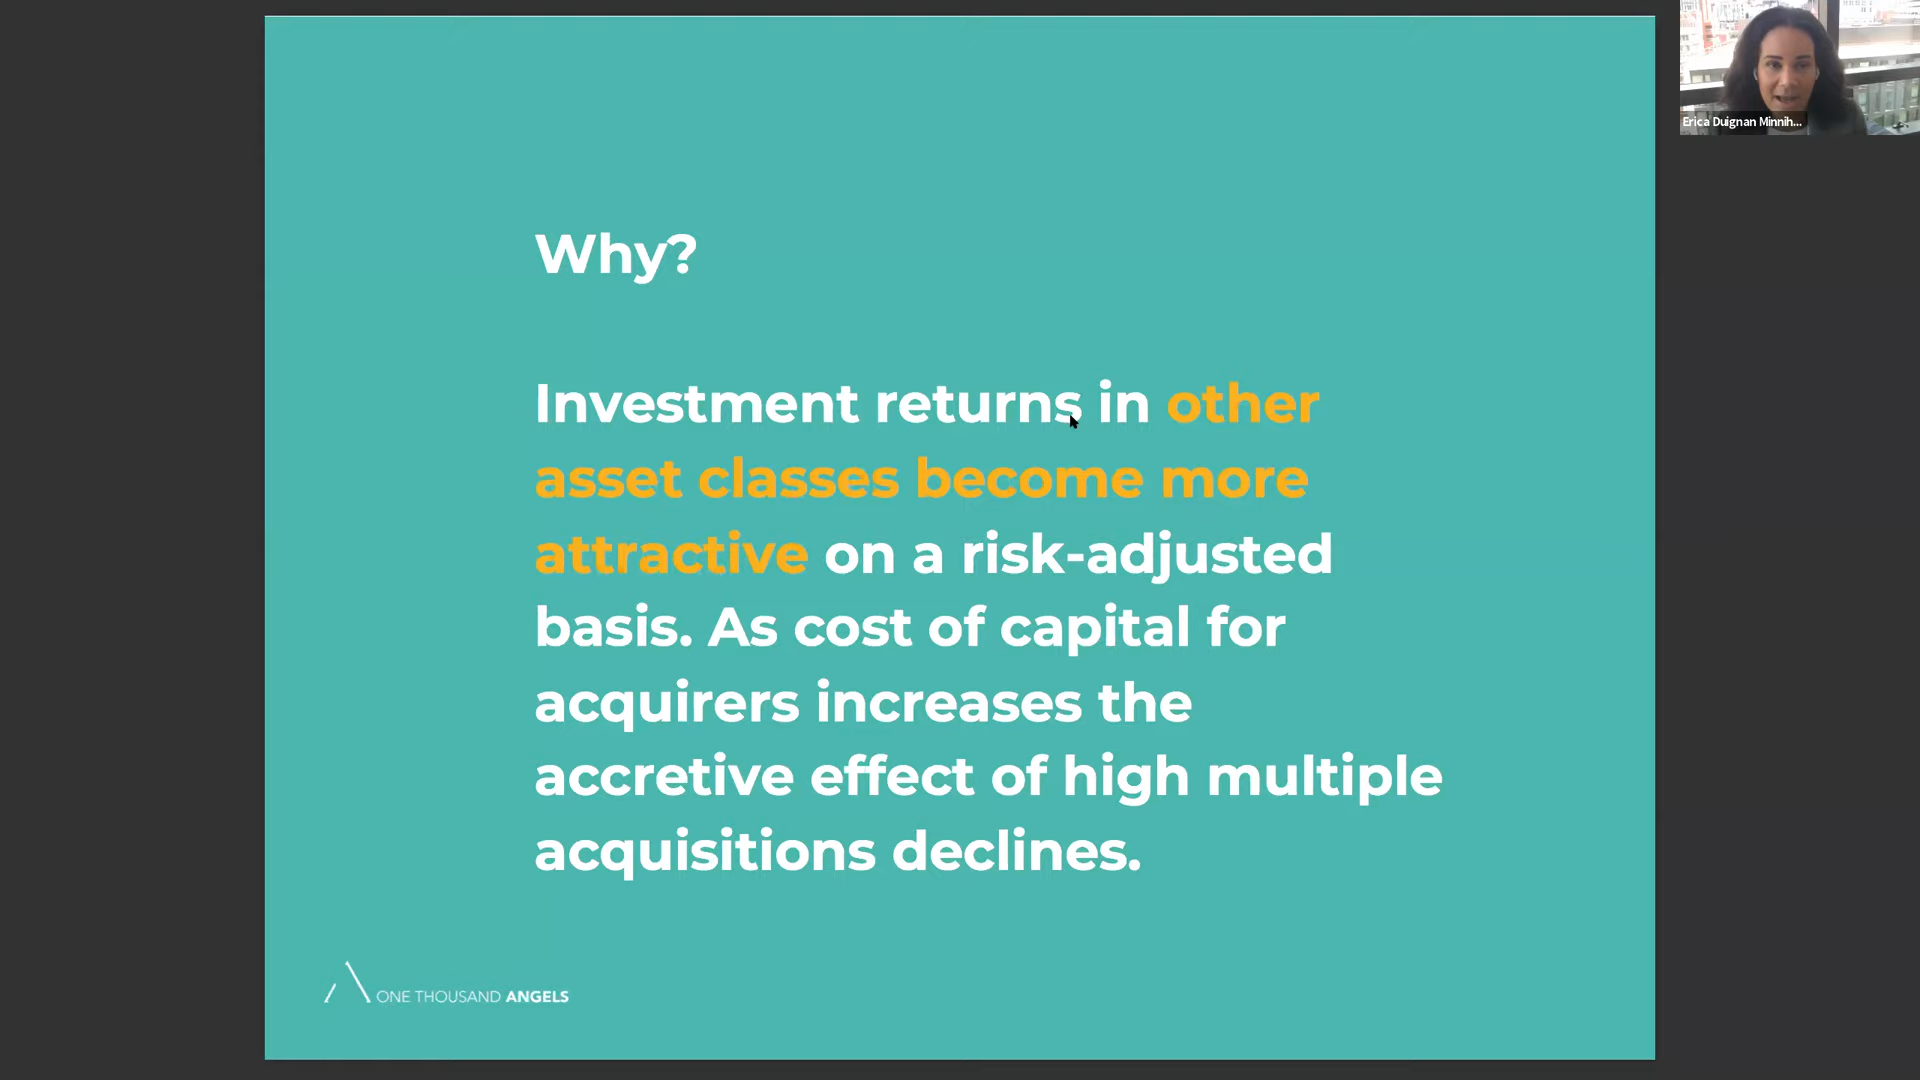 Why?
Investment returns in other
asset classes become more
attractive on a risk-adjusted
basis. As cost of capital for
acquirers increases the
accretive effect of high multiple
acquisitions declines.
ONE THOUSAND ANGELS
Erica Duignan Minnih...